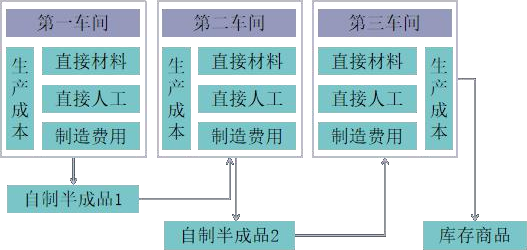 第一车间
生产成本
直接材料
直接人工
制造费用
第二车间
生产成本
直接材料
直接人工
制造费用
第三车间
直接材料
直接人工
制造费用
生产成本
自制半成品1
自制半成品2
库存商品